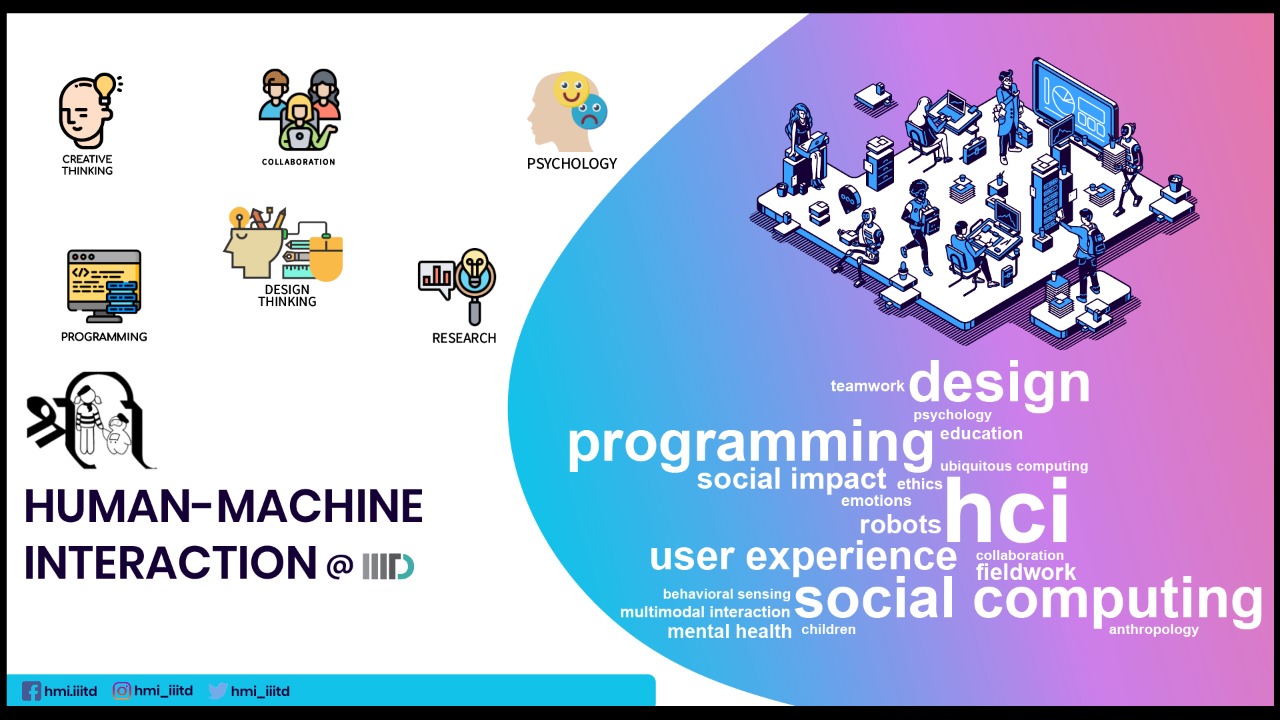 CREATIVE
THINKING
COLLABORATION
PSYCHOLOGY
DESIGN
THINKING
PROGRAMMING
RESEARCH
HUMAN-MACHINE
INTERACTION @ IIITD
teamwork design
psychology
programming education
ubiquitous computing
social impact ethics
emotions
hci
robots
user experience collaboration
fieldwork
behavioral sensing social computing
multimodal interaction
mental health children anthropology
hmi.iiitd hmi_iiitd hmi_iiitd